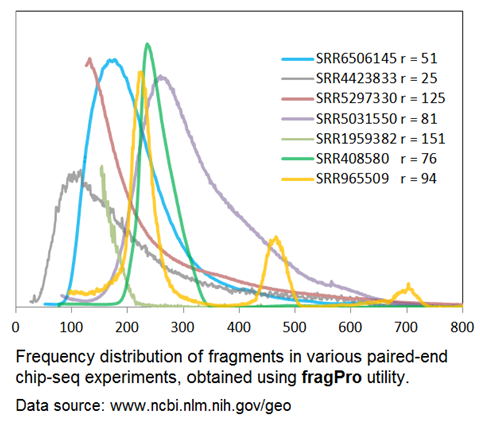 SRR6506145 r = 51
SRR4423833 r = 25
SRR5297330 r = 125
SRR5031550 r = 81
SRR1959382 r = 151
SRR408580 r = 76
SRR965509 r = 94
0 100 200 300 400 500 600 700 800
Frequency distribution of fragments in various paired-end
chip-seq experiments, obtained using fragPro utility.
Data source: www.ncbi.nlm.nih.gov/geo